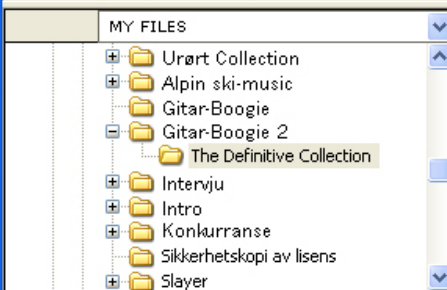 MY FILES
Urørt Collection
Alpin ski-music
Gitar-Boogie
Gitar-Boogie 2
The Definitive Collection
Intervju
Intro
Konkurranse
Sikkerhetskopi av lisens
Slayer